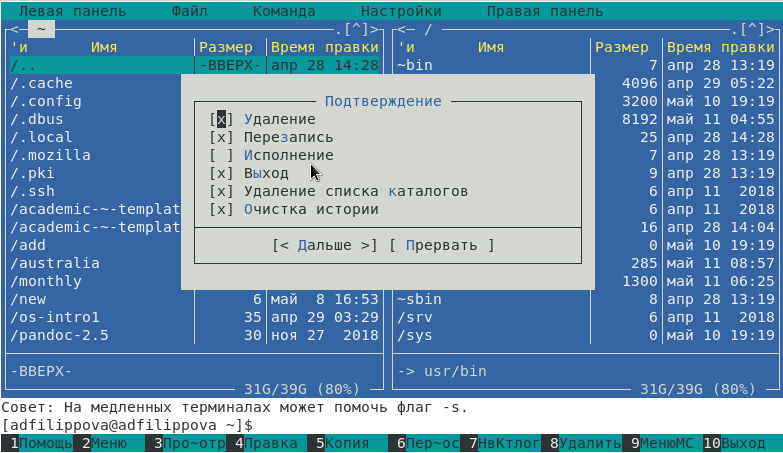 Левая панель Файл Команда Настройки Правая панель
<─ ~ ─.[^]> <─ / ─.[^]>
'и Имя Размер Время правки 'и Имя Размер Время правки
/.. -ВВЕРХ- апр 28 14:28 ~bin 7 апр 28 13:19
/.cache 4096 апр 29 05:22
/.config 3200 май 10 19:19
/.dbus 8192 май 11 04:55
/.local 25 апр 28 14:28
/.mozilla 7 апр 28 13:19
/.pki 9 апр 28 13:19
/.ssh 6 апр 11 2018
/academic-~-templat 6 апр 11 2018
/academic-~-templat 16 апр 28 14:04
/add 0 май 10 19:19
/australia 285 май 11 08:57
/monthly 1300 май 11 06:25
/new 6 май 8 16:53 ~sbin 8 апр 28 13:19
/os-intro1 35 апр 29 03:29 /srv 6 апр 11 2018
/pandoc-2.5 30 ноя 27 2018 /sys 0 май 10 19:19
Подтверждение
[x] Удаление
[x] Перезапись
[ ] Исполнение
[x] Выход
[x] Удаление списка каталогов
[x] Очистка истории
[< Дальше >] [ Прервать ]
-ВВЕРХ- -> usr/bin
31G/39G (80%) 31G/39G (80%)
Совет: На медленных терминалах может помочь флаг -s.
[adfilippova@adfilippova ~]$
1Помощь 2Меню 3Про~отр 4Правка 5Копия 6Пер~ос 7НвКтлог 8Удалить 9МенюМС 10Выход